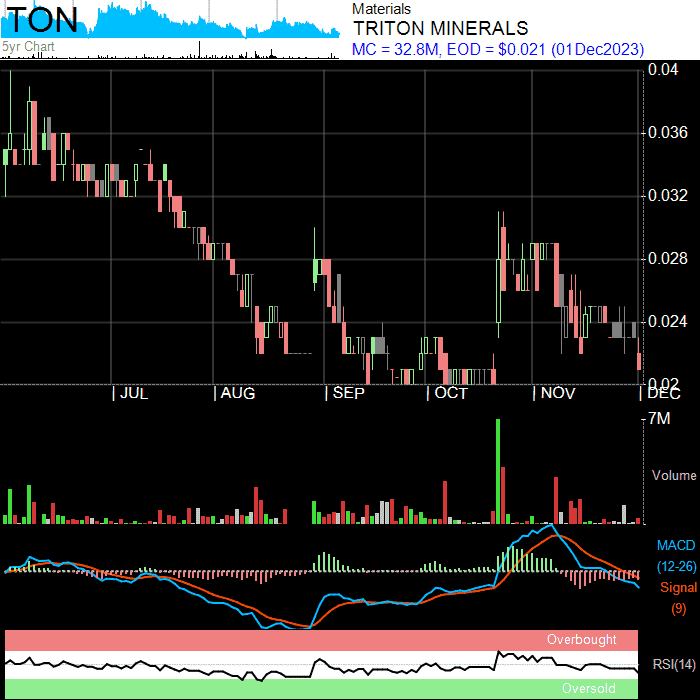 TON
5yr Chart
Materials
TRITON MINERALS
MC = 32.8M, EOD = $0.021 (01Dec2023)
0.04
0.036
0.032
0.028
0.024
0.02
JUL
AUG
SEP
OCT
NOV
DEC
7M
Volume
MACD
(12-26)
Signal
(9)
Overbought
RSI(14)
Oversold